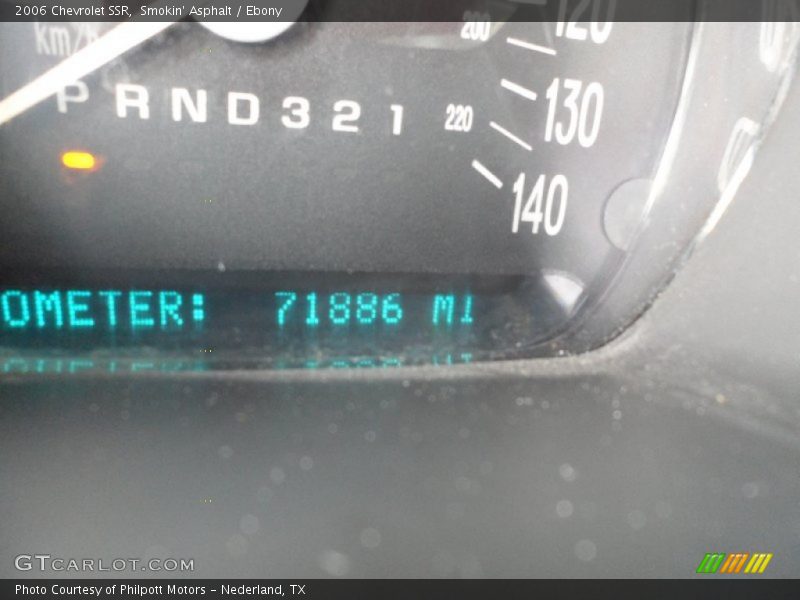 2006 Chevrolet SSR,  Smokin' Asphalt / Ebony
120
200
km/h
P R N D 3 2 1
220
130
140
OMETER: 71886 MI
GTCARLOT.COM
Photo Courtesy of Philpott Motors - Nederland, TX